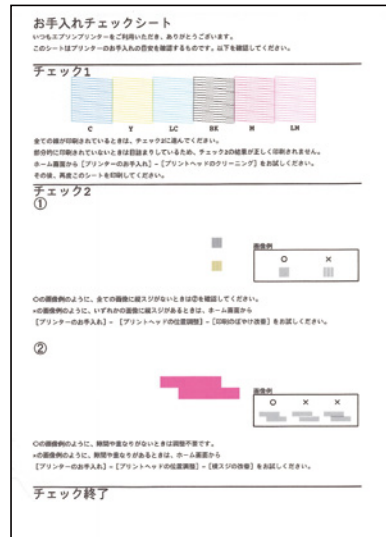 お手入れチェックシート
いつもエプソンプリンターをご利用いただき、ありがとうございます。
このシートはプリンターのお手入れの目安を確認するものです。以下を確認してください。
チェック1
C Y LC BK M LM
全ての線が印刷されているときは、チェック2に進んでください。
部分的に印刷されていないときは目詰まりしているため、チェック2の結果が正しく印刷されません。
ホーム画面から [プリンターのお手入れ] - [プリントヘッドのクリーニング] をお試しください。
その後、再度このシートを印刷してください。
チェック2
①
画像例
○ ×
○の画像例のように、全ての画像に縦スジがないときは②を確認してください。
×の画像例のように、いずれかの画像に縦スジがあるときは、ホーム画面から
[プリンターのお手入れ] - [プリントヘッドの位置調整] - [印刷のぼやけ改善] をお試しください。
②
画像例
○ × ×
○の画像例のように、隙間や重なりがないときは調整不要です。
×の画像例のように、隙間や重なりがあるときは、ホーム画面から
[プリンターのお手入れ] - [プリントヘッドの位置調整] - [横スジの改善] をお試しください。
チェック終了